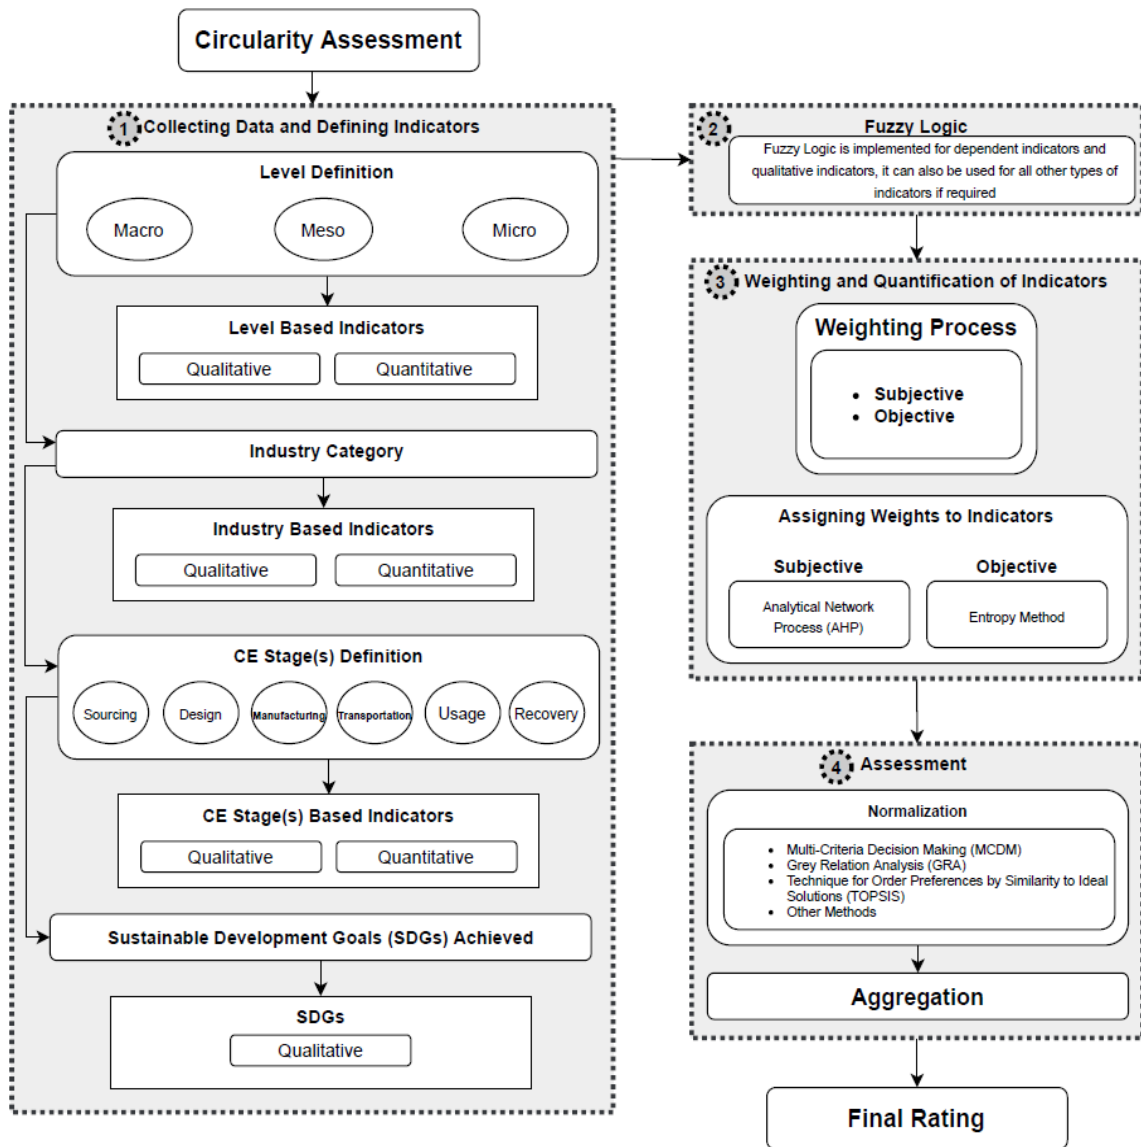 Circularity Assessment
1
Collecting Data and Defining Indicators
Level Definition
Macro
Meso
Micro
Level Based Indicators
Qualitative
Quantitative
Industry Category
Industry Based Indicators
Qualitative
Quantitative
CE Stage(s) Definition
Sourcing
Design
Manufacturing
Transportation
Usage
Recovery
CE Stage(s) Based Indicators
Qualitative
Quantitative
Sustainable Development Goals (SDGs) Achieved
SDGs
Qualitative
2
Fuzzy Logic
Fuzzy Logic is implemented for dependent indicators and
qualitative indicators, it can also be used for all other types of
indicators if required
3
Weighting and Quantification of Indicators
Weighting Process
• Subjective
• Objective
Assigning Weights to Indicators
Subjective
Analytical Network
Process (AHP)
Objective
Entropy Method
4
Assessment
Normalization
• Multi-Criteria Decision Making (MCDM)
• Grey Relation Analysis (GRA)
• Technique for Order Preferences by Similarity to Ideal
Solutions (TOPSIS)
• Other Methods
Aggregation
Final Rating